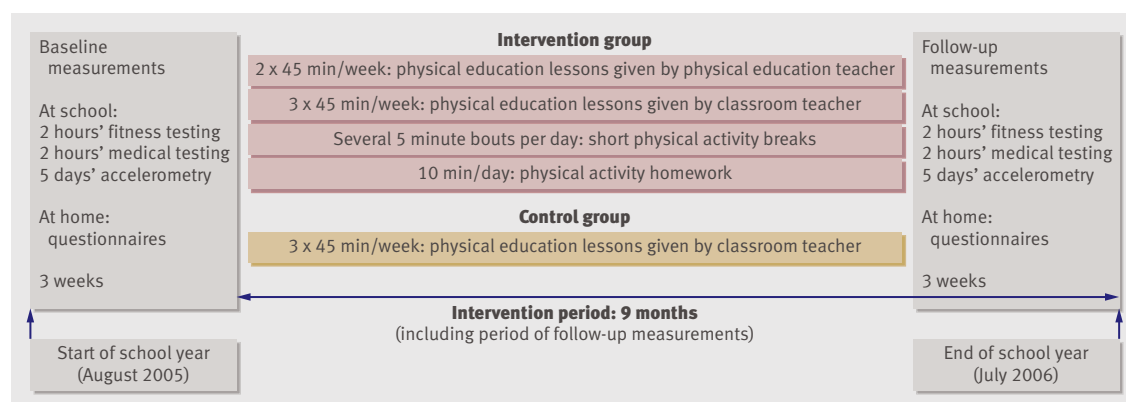 Baseline
measurements
At school:
2 hours’ fitness testing
2 hours’ medical testing
5 days’ accelerometry
At home:
questionnaires
3 weeks
Intervention group
2 x 45 min/week: physical education lessons given by physical education teacher
3 x 45 min/week: physical education lessons given by classroom teacher
Several 5 minute bouts per day: short physical activity breaks
10 min/day: physical activity homework
Control group
3 x 45 min/week: physical education lessons given by classroom teacher
Follow-up
measurements
At school:
2 hours’ fitness testing
2 hours’ medical testing
5 days’ accelerometry
At home:
questionnaires
3 weeks
Intervention period: 9 months
(including period of follow-up measurements)
Start of school year
(August 2005)
End of school year
(July 2006)